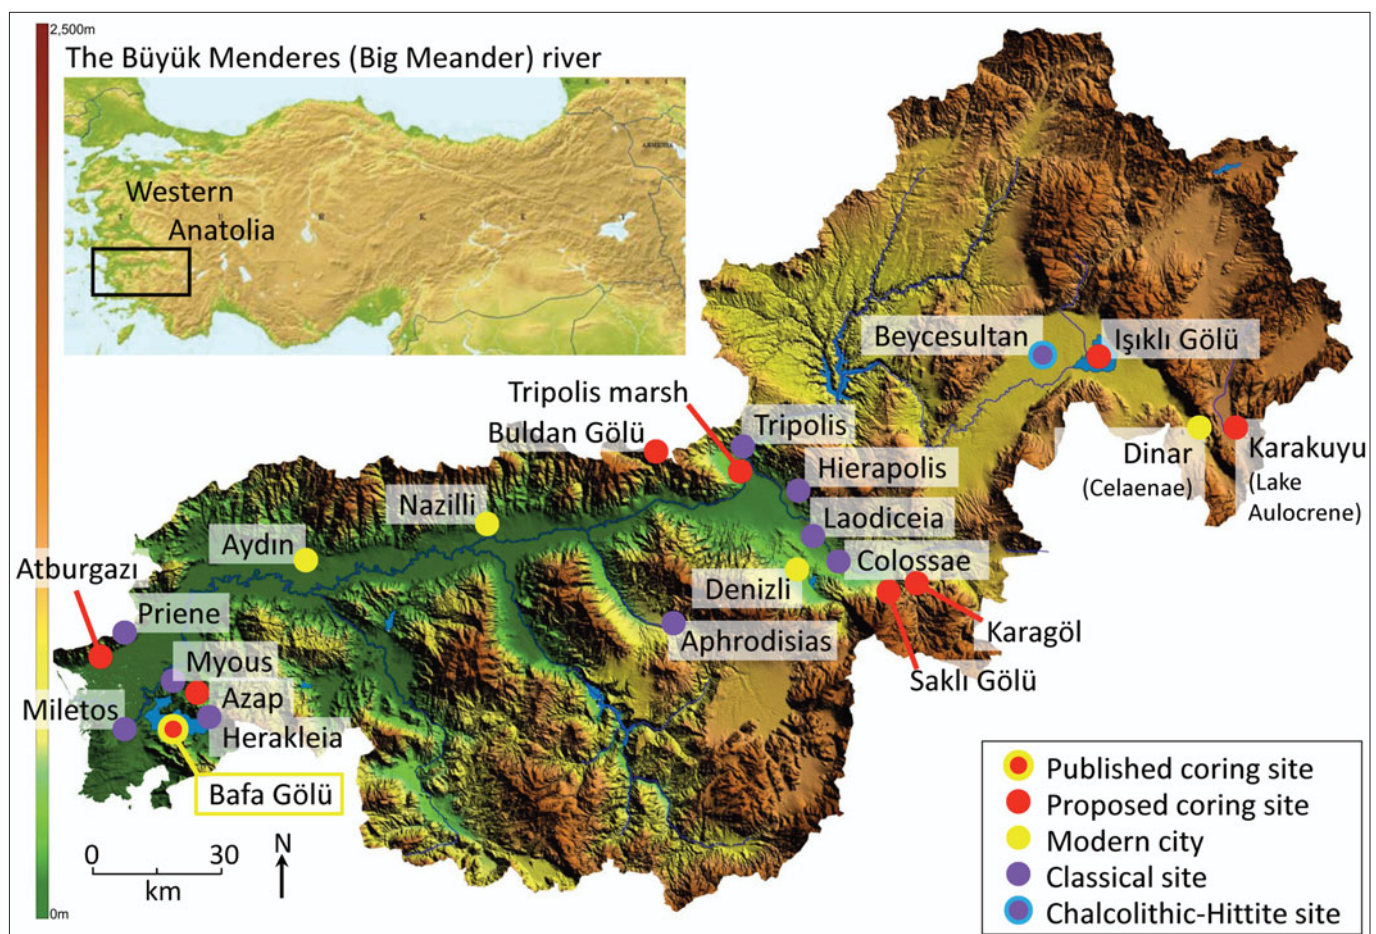 2,500m
The Büyük Menderes (Big Meander) river
ARMENIA
Western
Anatolia
T U R K E Y
Beycesultan
Işıklı Gölü
Tripolis marsh
Buldan Gölü
Tripolis
Hierapolis
Dinar
(Celaenae)
Karakuyu
(Lake
Aulocrene)
Nazilli
Laodiceia
Aydın
Colossae
Atburgazı
Denizli
Priene
Aphrodisias
Karagöl
Myous
Saklı Gölü
Azap
Miletos
Herakleia
Bafa Gölü
0 30
km
N
0m
Published coring site
Proposed coring site
Modern city
Classical site
Chalcolithic-Hittite site